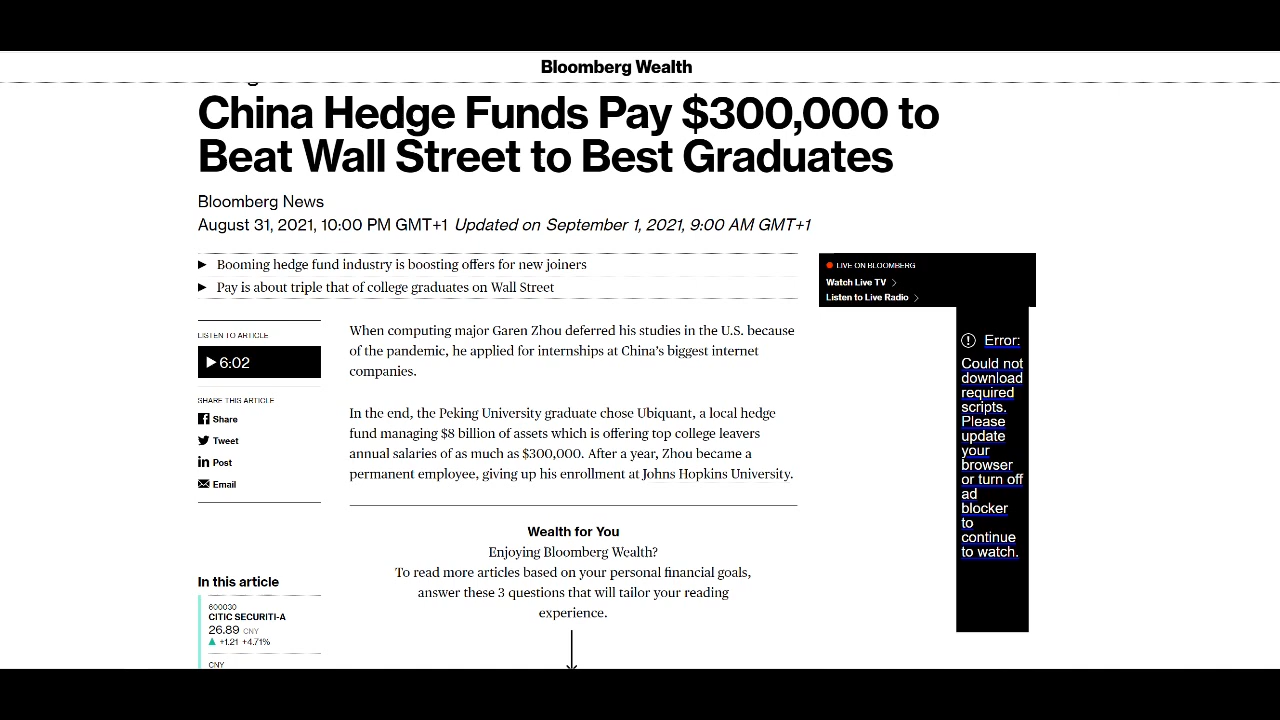 Bloomberg Wealth
China Hedge Funds Pay $300,000 to
Beat Wall Street to Best Graduates
Bloomberg News
August 31, 2021, 10:00 PM GMT+1 Updated on September 1, 2021, 9:00 AM GMT+1
► Booming hedge fund industry is boosting offers for new joiners
► Pay is about triple that of college graduates on Wall Street
LIVE ON BLOOMBERG
Watch Live TV
Listen to Live Radio
LISTEN TO ARTICLE
6:02
SHARE THIS ARTICLE
Share
Tweet
Post
Email
When computing major Garen Zhou deferred his studies in the U.S. because
of the pandemic, he applied for internships at China's biggest internet
companies.
In the end, the Peking University graduate chose Ubiquant, a local hedge
fund managing $8 billion of assets which is offering top college leavers
annual salaries of as much as $300,000. After a year, Zhou became a
permanent employee, giving up his enrollment at Johns Hopkins University.
Error:
Could not
download
required
scripts.
Please
update
your
browser
or turn off
ad
blocker
to
continue
to watch.
Wealth for You
Enjoying Bloomberg Wealth?
To read more articles based on your personal financial goals,
answer these 3 questions that will tailor your reading
experience.
In this article
600030
CITIC SECURITI-A
26.89 CNY
▲ +1.21 +4.71%
CNY